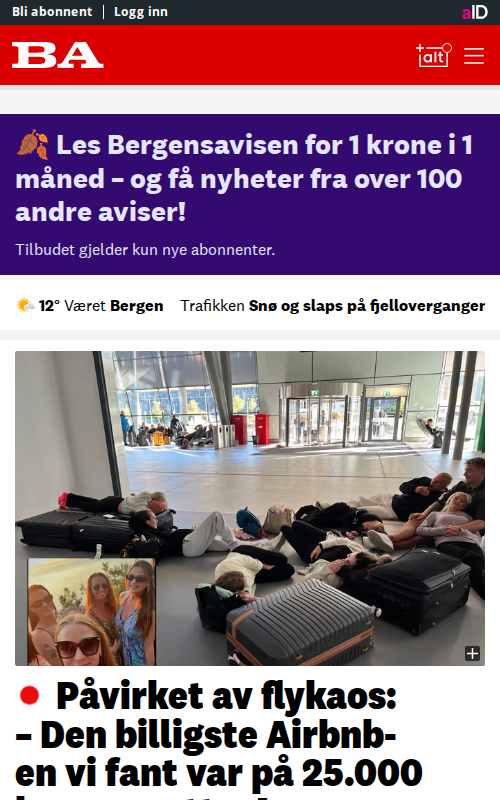 Bli abonnent | Logg inn
aID
BA
+alt
Les Bergensavisen for 1 krone i 1
måned – og få nyheter fra over 100
andre aviser!
Tilbudet gjelder kun nye abonnenter.
12° Været Bergen Trafikken Snø og slaps på fjelloverganger
Påvirket av flykaos:
– Den billigste Airbnb-
en vi fant var på 25.000